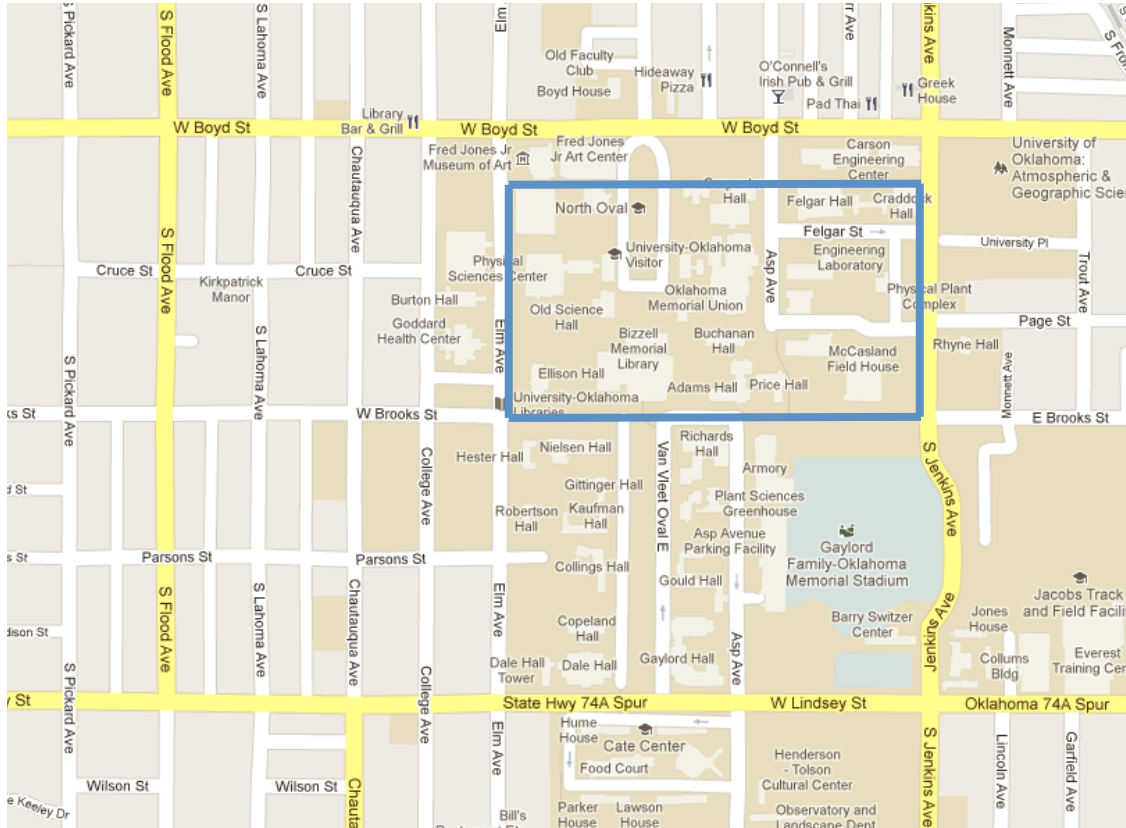 S Pickard Ave
S Flood Ave
S Lahoma Ave
Elm
Old Faculty
Club
Boyd House
Hideaway
Pizza
O'Connell's
Irish Pub & Grill
Pad Thai
Greek
House
Monnett Ave
Library
Bar & Grill
W Boyd St
W Boyd St
W Boyd St
Fred Jones Jr
Museum of Art
Fred Jones
Jr Art Center
Carson
Engineering
Center
University of
Oklahoma:
Atmospheric &
Chautauqua Ave
North Oval
Hall
Felgar Hall
Craddock
Hall
Felgar St
University Pl
S Flood Ave
Cruce St
Cruce St
Kirkpatrick
Manor
Physical
Sciences Center
University-Oklahoma
Visitor
Asp Ave
Engineering
Laboratory
Trout Ave
Burton Hall
Goddard
Health Center
Elm Ave
Old Science
Hall
Oklahoma
Memorial Union
Physical Plant
Complex
Page St
Bizzell
Memorial
Library
Buchanan
Hall
McCasland
Field House
Rhyne Hall
Monnett Ave
S Pickard Ave
S Lahoma Ave
Ellison Hall
Adams Hall
Price Hall
University-Oklahoma
Libraries
ks St
W Brooks St
E Brooks St
Hester Hall
Nielsen Hall
Richards
Hall
College Ave
Van Vleet Oval E
Armory
S Jenkins Ave
Gittinger Hall
Plant Sciences
Greenhouse
Robertson
Hall
Kaufman
Hall
Asp Avenue
Parking Facility
Gaylord
Family-Oklahoma
Memorial Stadium
Parsons St
Parsons St
Collings Hall
Gould Hall
S Flood Ave
S Lahoma Ave
Chautauqua Ave
Elm Ave
Copeland
Hall
Barry Switzer
Center
Jenkins Ave
Jones
House
Jacobs Track
Dale Hall
Tower
Dale Hall
Gaylord Hall
Asp Ave
Collums
Bldg
Everest
S Pickard Ave
College Ave
State Hwy 74A Spur
W Lindsey St
Oklahoma 74A Spur
Hume
House
Cate Center
Food Court
Elm Ave
Henderson
- Tolson
Cultural Center
S Jenkins Ave
Lincoln Ave
Garfield Ave
Wilson St
Wilson St
Keeley Dr
Bill's
Parker
House
Lawson
House
Observatory and
Landscape Dept